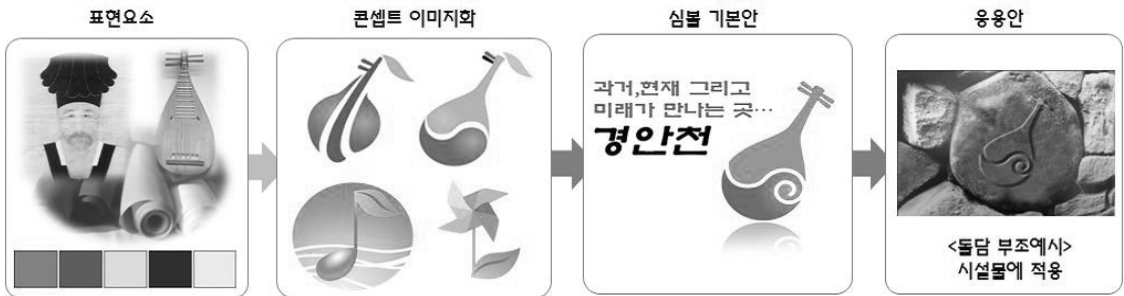 표현요소
콘셉트 이미지화
심볼 기본안
응용안
과거,현재 그리고
미래가 만나는 곳…
경안천
<돌담 부조예시>
시설물에 적용